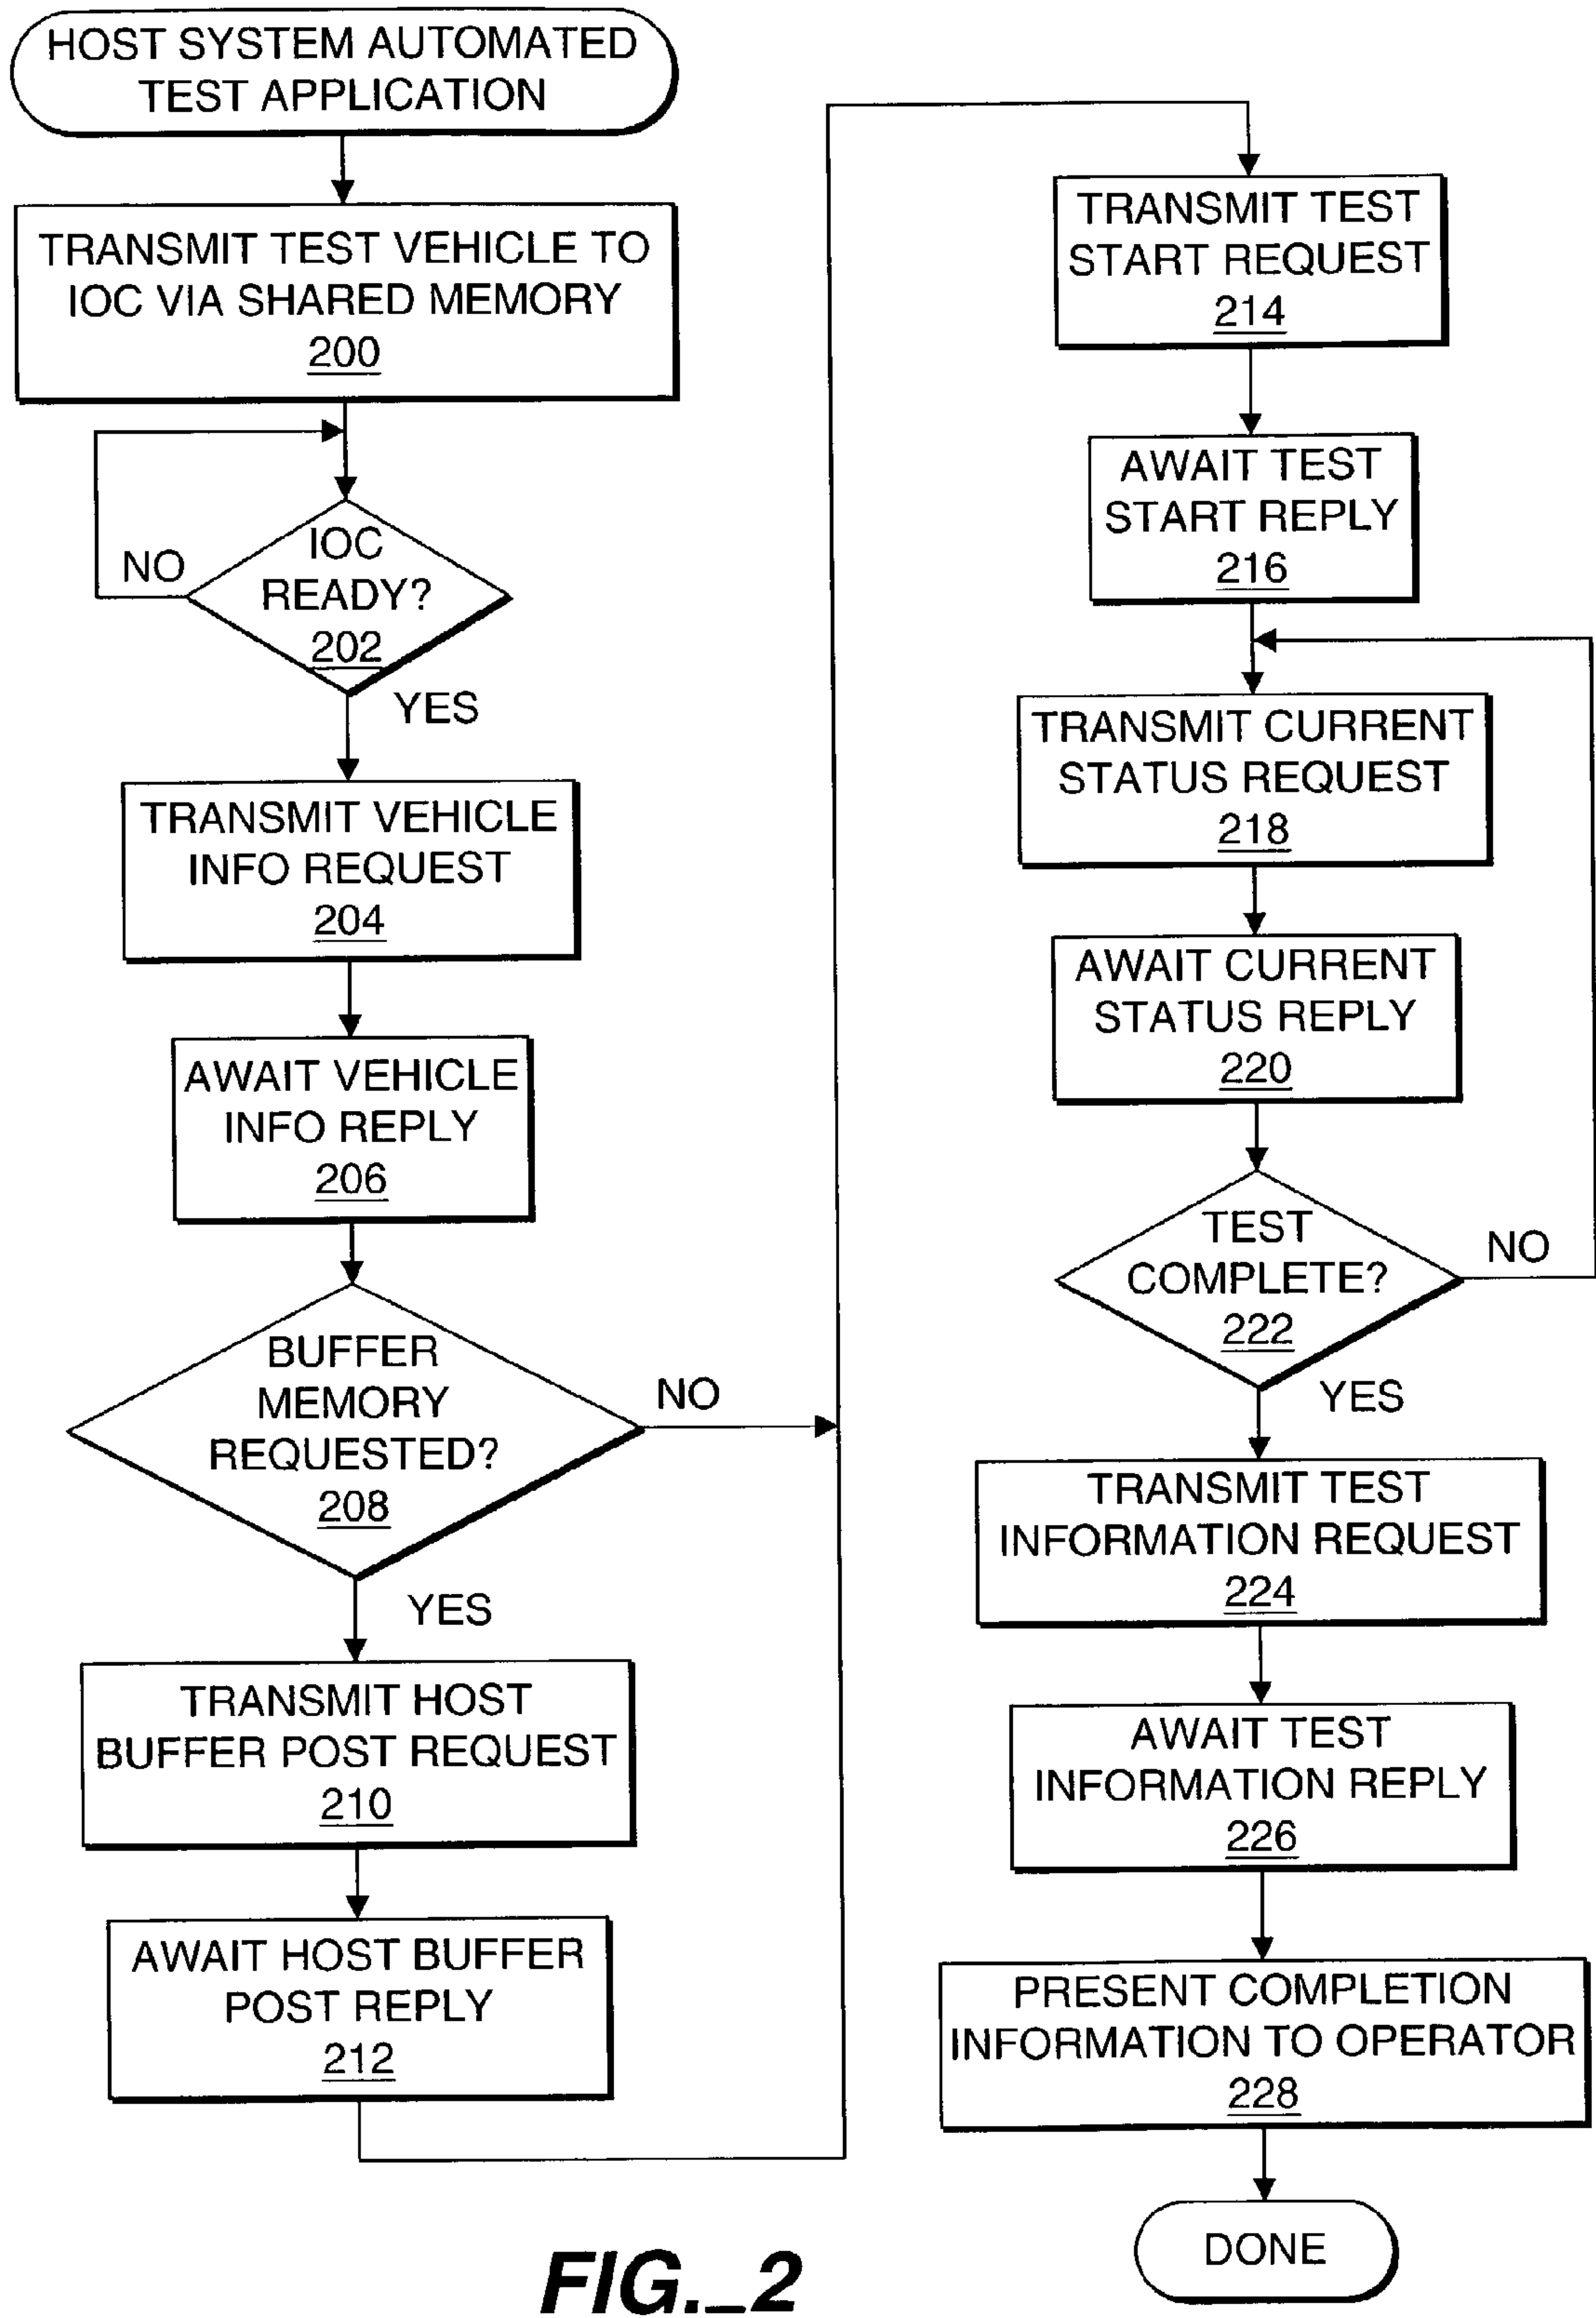 HOST SYSTEM AUTOMATED
TEST APPLICATION
TRANSMIT TEST VEHICLE TO
IOC VIA SHARED MEMORY
200
IOC
READY?
202
NO
YES
TRANSMIT VEHICLE
INFO REQUEST
204
AWAIT VEHICLE
INFO REPLY
206
BUFFER
MEMORY
REQUESTED?
208
NO
YES
TRANSMIT HOST
BUFFER POST REQUEST
210
AWAIT HOST BUFFER
POST REPLY
212
TRANSMIT TEST
START REQUEST
214
AWAIT TEST
START REPLY
216
TRANSMIT CURRENT
STATUS REQUEST
218
AWAIT CURRENT
STATUS REPLY
220
TEST
COMPLETE?
222
NO
YES
TRANSMIT TEST
INFORMATION REQUEST
224
AWAIT TEST
INFORMATION REPLY
226
PRESENT COMPLETION
INFORMATION TO OPERATOR
228
DONE
FIG._2